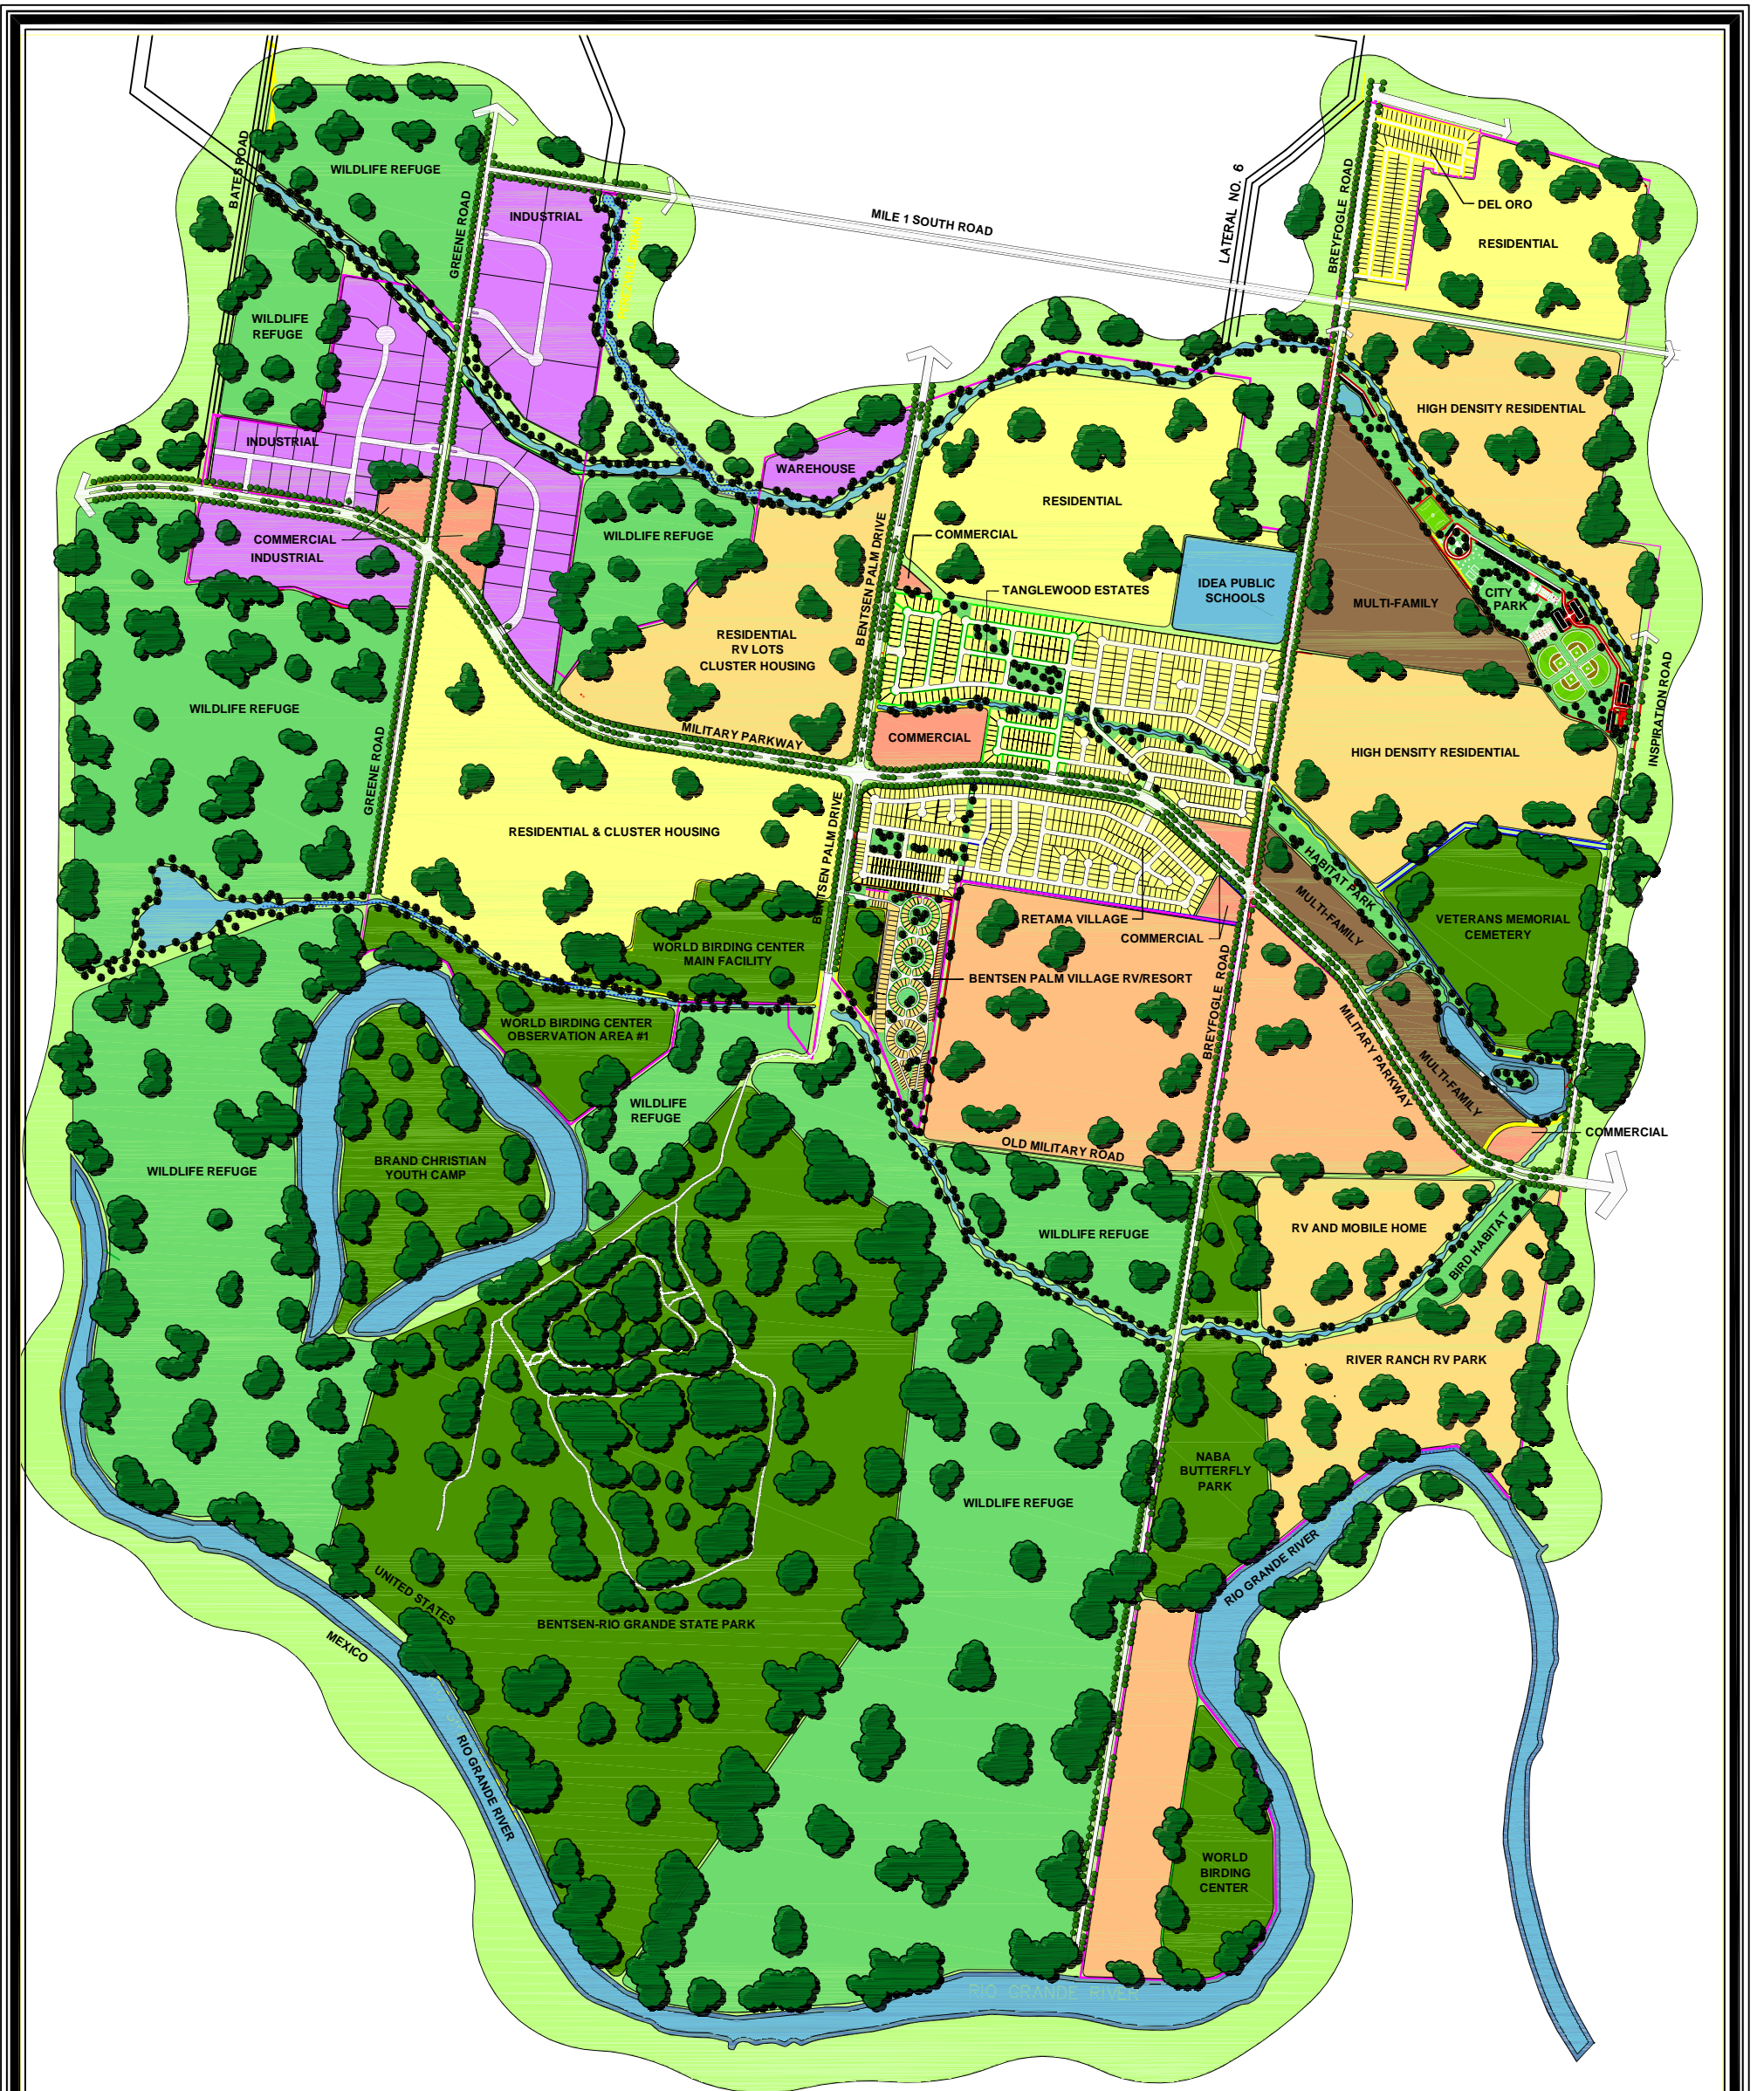 BATES ROAD
WILDLIFE REFUGE
GREENE ROAD
INDUSTRIAL
MILE 1 SOUTH ROAD
LATERAL NO. 6
BREYFOGLE ROAD
DEL ORO
RESIDENTIAL
WILDLIFE
REFUGE
HIGH DENSITY RESIDENTIAL
INDUSTRIAL
WAREHOUSE
RESIDENTIAL
COMMERCIAL
INDUSTRIAL
WILDLIFE REFUGE
BENTSEN PALM DRIVE
COMMERCIAL
TANGLEWOOD ESTATES
IDEA PUBLIC
SCHOOLS
MULTI-FAMILY
CITY
PARK
RESIDENTIAL
RV LOTS
CLUSTER HOUSING
WILDLIFE REFUGE
MILITARY PARKWAY
COMMERCIAL
HIGH DENSITY RESIDENTIAL
INSPIRATION ROAD
GREENE ROAD
RESIDENTIAL & CLUSTER HOUSING
BENTSEN PALM DRIVE
HABITAT PARK
MULTI-FAMILY
RETAMA VILLAGE
COMMERCIAL
VETERANS MEMORIAL
CEMETERY
WORLD BIRDING CENTER
MAIN FACILITY
BENTSEN PALM VILLAGE RV/RESORT
BREYFOGLE ROAD
MILITARY PARKWAY
MULTI-FAMILY
WORLD BIRDING CENTER
OBSERVATION AREA #1
WILDLIFE
REFUGE
COMMERCIAL
OLD MILITARY ROAD
BRAND CHRISTIAN
YOUTH CAMP
WILDLIFE REFUGE
WILDLIFE REFUGE
RV AND MOBILE HOME
BIRD HABITAT
RIVER RANCH RV PARK
NABA
BUTTERFLY
PARK
WILDLIFE REFUGE
RIO GRANDE RIVER
UNITED STATES
MEXICO
BENTSEN-RIO GRANDE STATE PARK
RIO GRANDE RIVER
WORLD
BIRDING
CENTER
RIO GRANDE RIVER